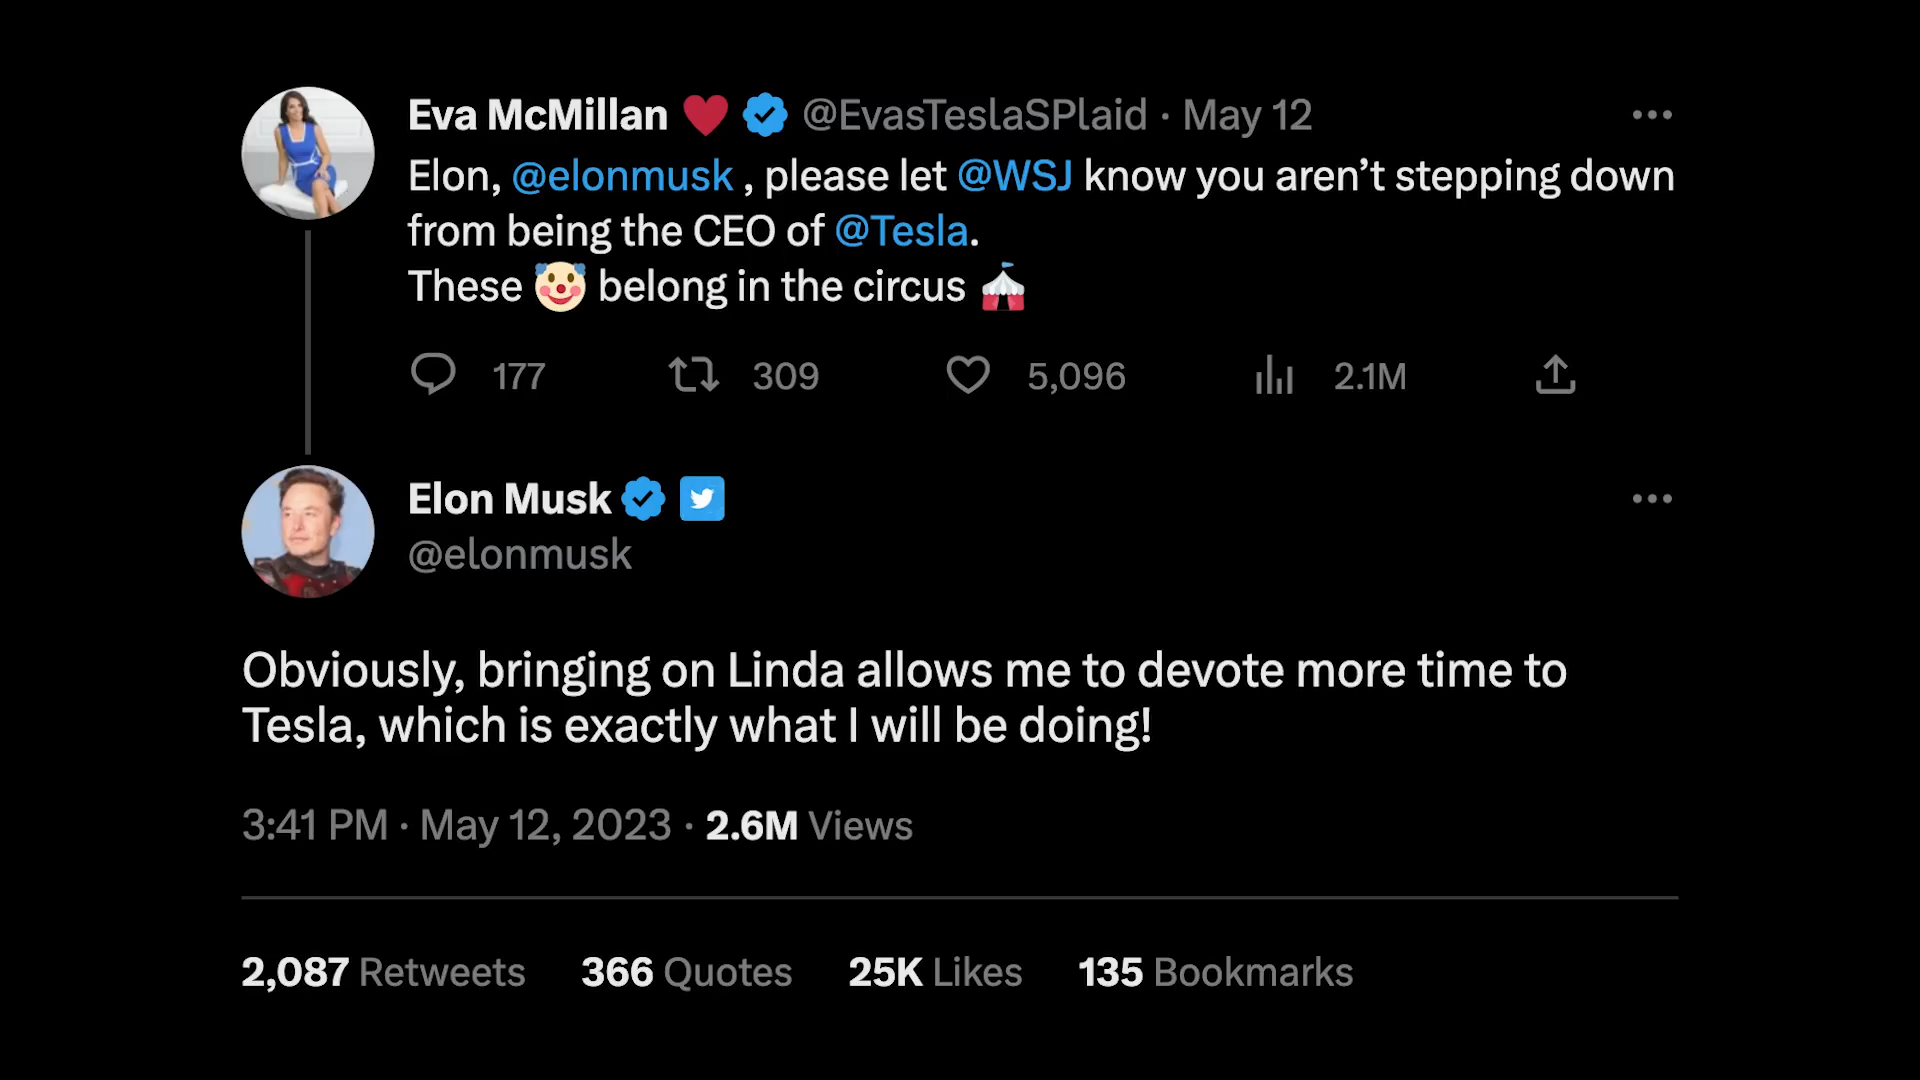 Eva McMillan ❤️ @EvasTeslaSPlaid · May 12
Elon, @elonmusk , please let @WSJ know you aren’t stepping down
from being the CEO of @Tesla.
These 🤡 belong in the circus 🎪
177 309 5,096 2.1M
Elon Musk
@elonmusk
Obviously, bringing on Linda allows me to devote more time to
Tesla, which is exactly what I will be doing!
3:41 PM · May 12, 2023 · 2.6M Views
2,087 Retweets 366 Quotes 25K Likes 135 Bookmarks